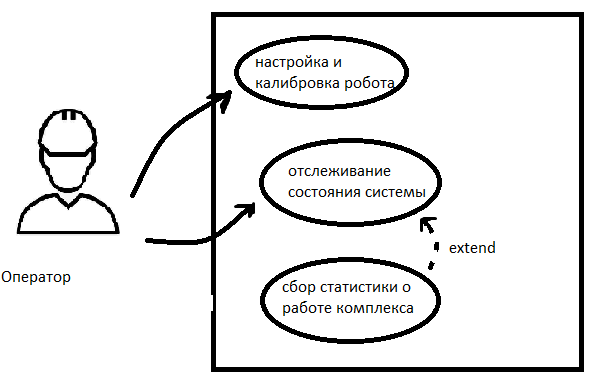 настройка и
калибровка робота
отслеживание
состояния системы
extend
Оператор
сбор статистики о
работе комплекса